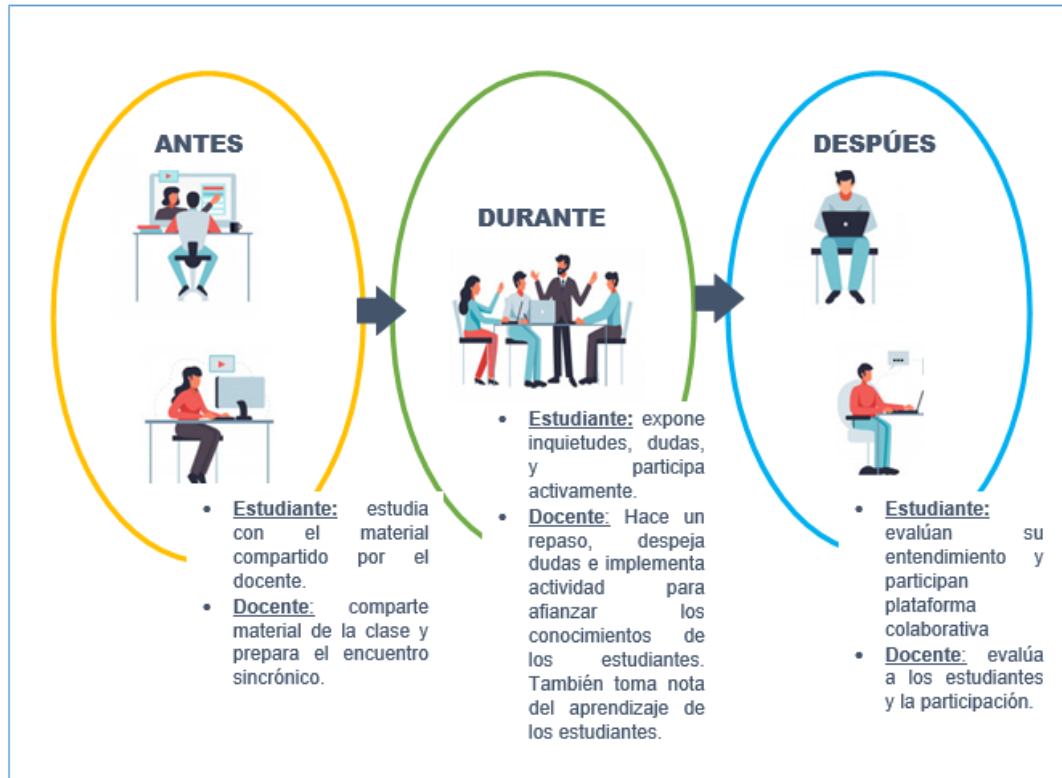 ANTES
• Estudiante: estudia
con el material
compartido por el
docente.
• Docente: comparte
material de la clase y
prepara el encuentro
sincrónico.
DURANTE
• Estudiante: expone
inquietudes, dudas,
y participa
activamente.
• Docente: Hace un
repaso, despeja
dudas e implementa
actividad para
afianzar los
conocimientos de
los estudiantes.
También toma nota
del aprendizaje de
los estudiantes.
DESPÚES
• Estudiante:
evalúan su
entendimiento y
participan
plataforma
colaborativa
• Docente: evalúa
a los estudiantes
y la participación.